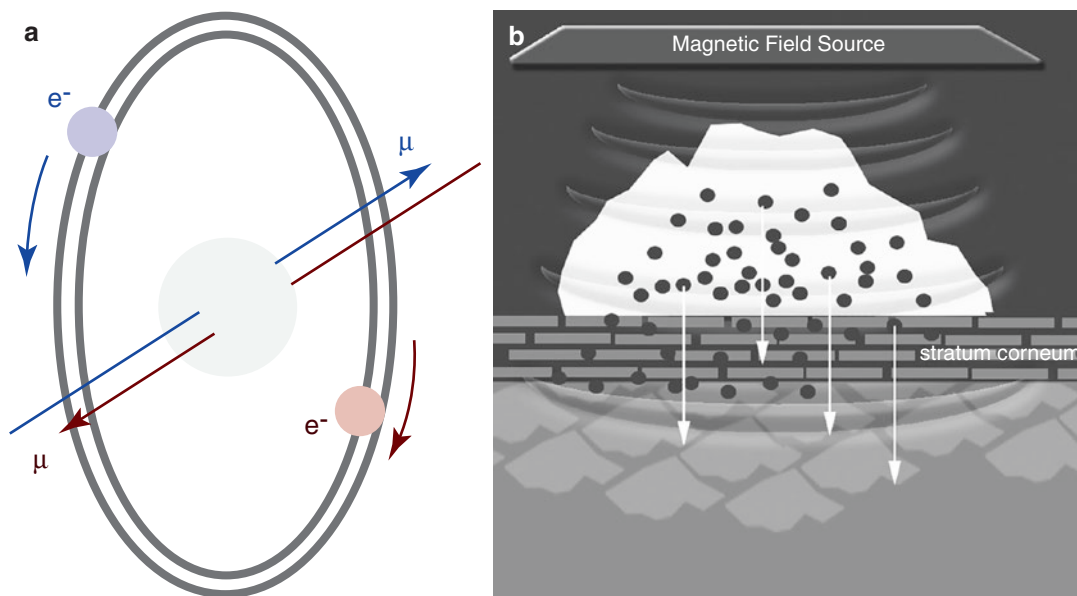 a
e-
μ
e-
μ
b
Magnetic Field Source
stratum corneum